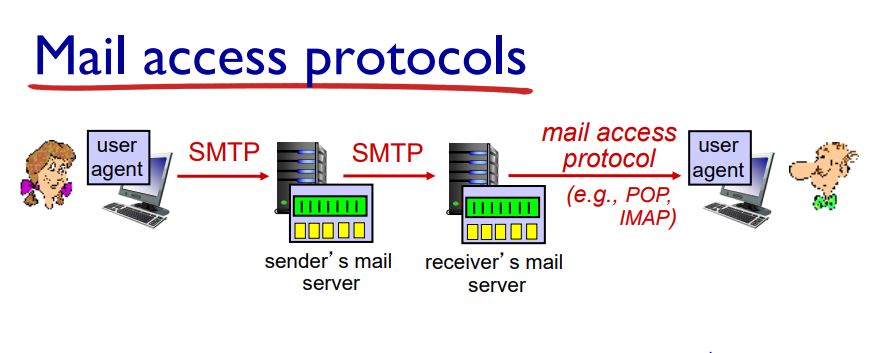 Mail access protocols
user
agent
SMTP
SMTP
mail access
protocol
(e.g., POP,
IMAP)
user
agent
sender’s mail
server
receiver’s mail
server